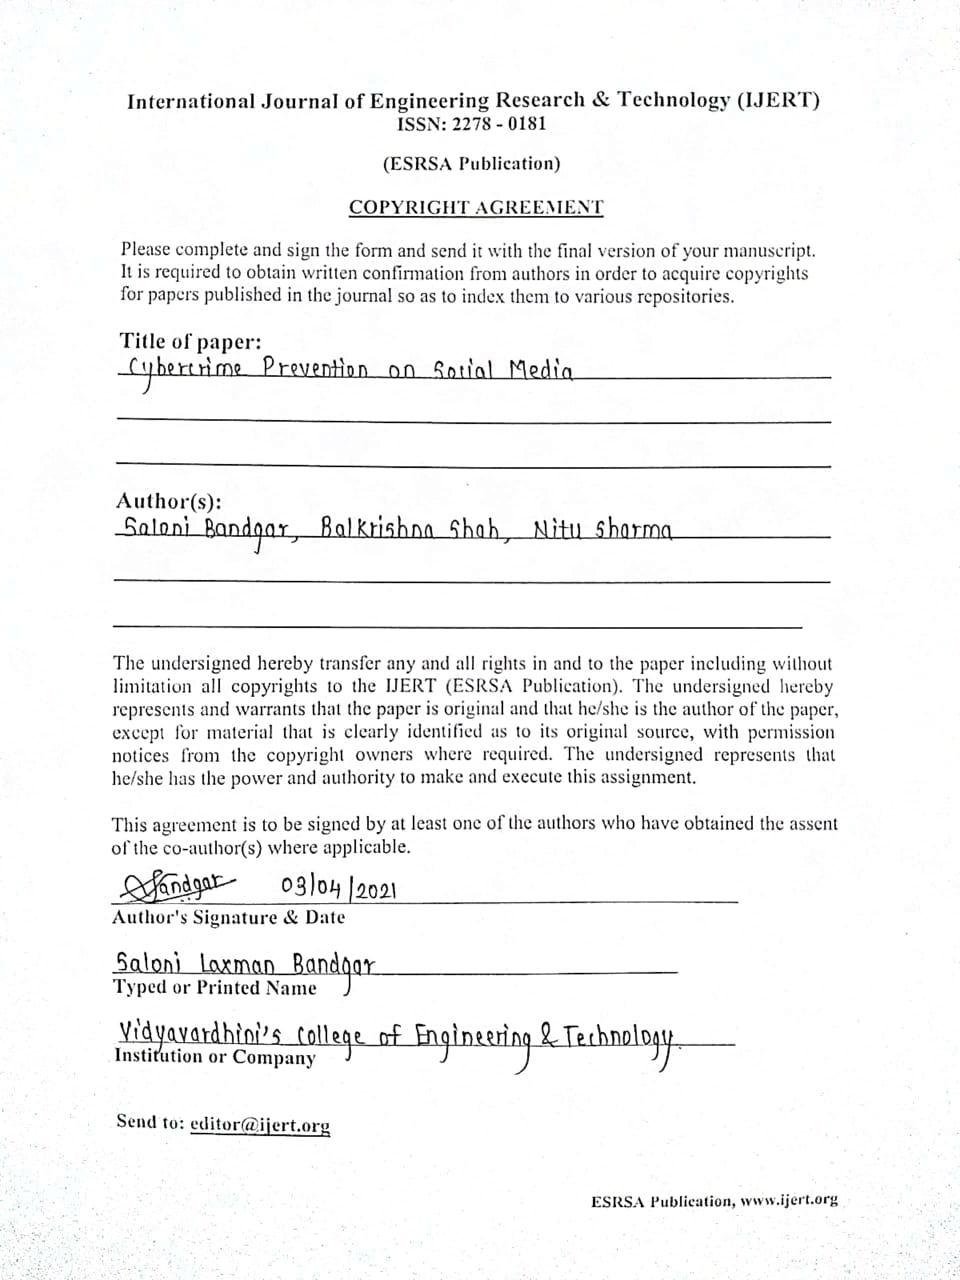 International Journal of Engineering Research & Technology (IJERT)
ISSN: 2278 - 0181
(ESRSA Publication)
COPYRIGHT AGREEMENT
Please complete and sign the form and send it with the final version of your manuscript.
It is required to obtain written confirmation from authors in order to acquire copyrights
for papers published in the journal so as to index them to various repositories.
Title of paper:
Cybercrime Prevention on Social Media
Author(s):
Saloni Bandgar, Balkrishna Shah, Nitu Sharma
The undersigned hereby transfer any and all rights in and to the paper including without
limitation all copyrights to the IJERT (ESRSA Publication). The undersigned hereby
represents and warrants that the paper is original and that he/she is the author of the paper,
except for material that is clearly identified as to its original source, with permission
notices from the copyright owners where required. The undersigned represents that
he/she has the power and authority to make and execute this assignment.
This agreement is to be signed by at least one of the authors who have obtained the assent
of the co-author(s) where applicable.
SBandgar 03/04/2021
Author's Signature & Date
Saloni Laxman Bandgar
Typed or Printed Name
Vidyavardhini's College of Engineering & Technology.
Institution or Company
Send to: editor@ijert.org
ESRSA Publication, www.ijert.org